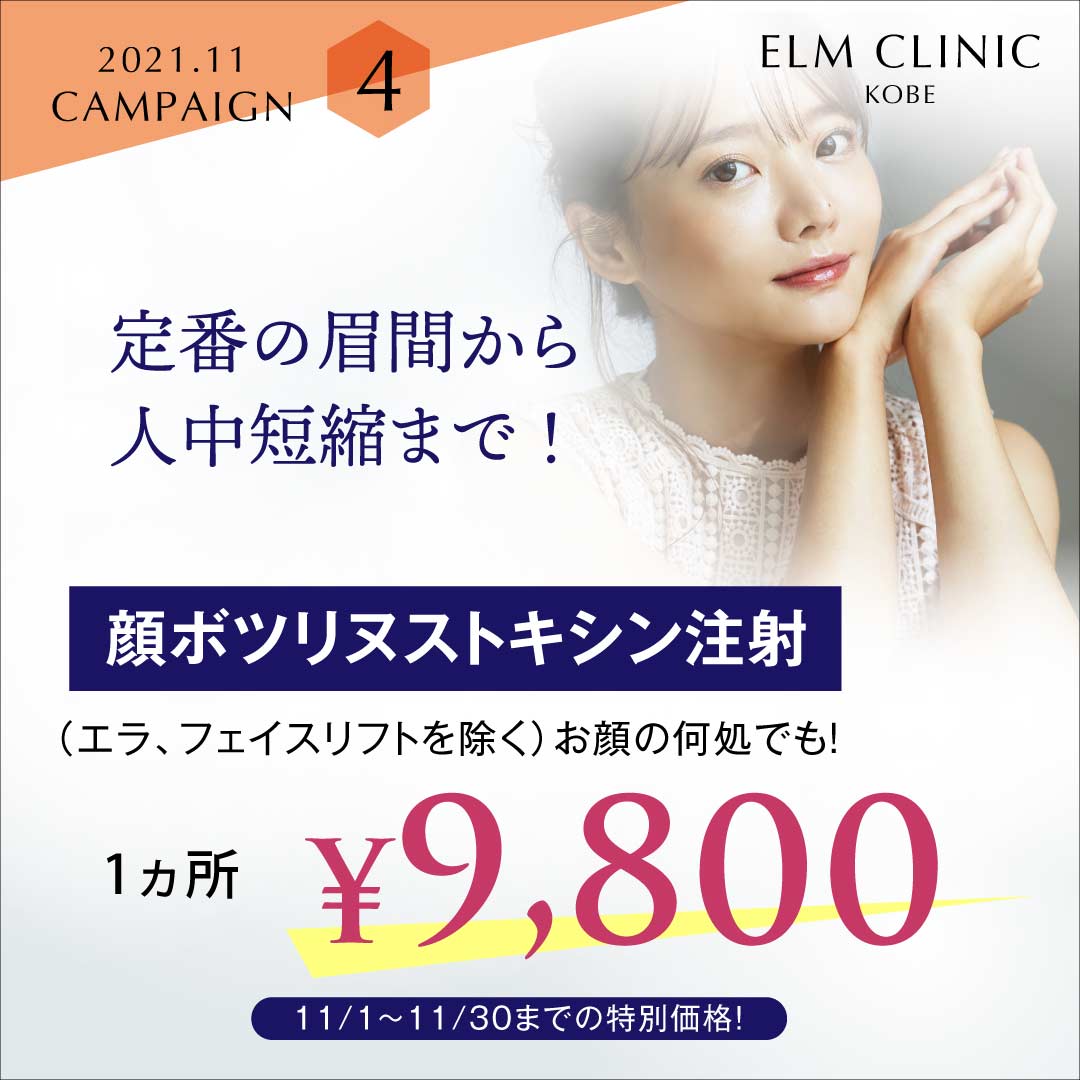 2021.11
CAMPAIGN
4
ELM CLINIC
KOBE
定番の眉間から
人中短縮まで！
顔ボツリヌストキシン注射
（エラ、フェイスリフトを除く）お顔の何処でも!
1ヵ所 ¥9,800
11/1〜11/30までの特別価格!